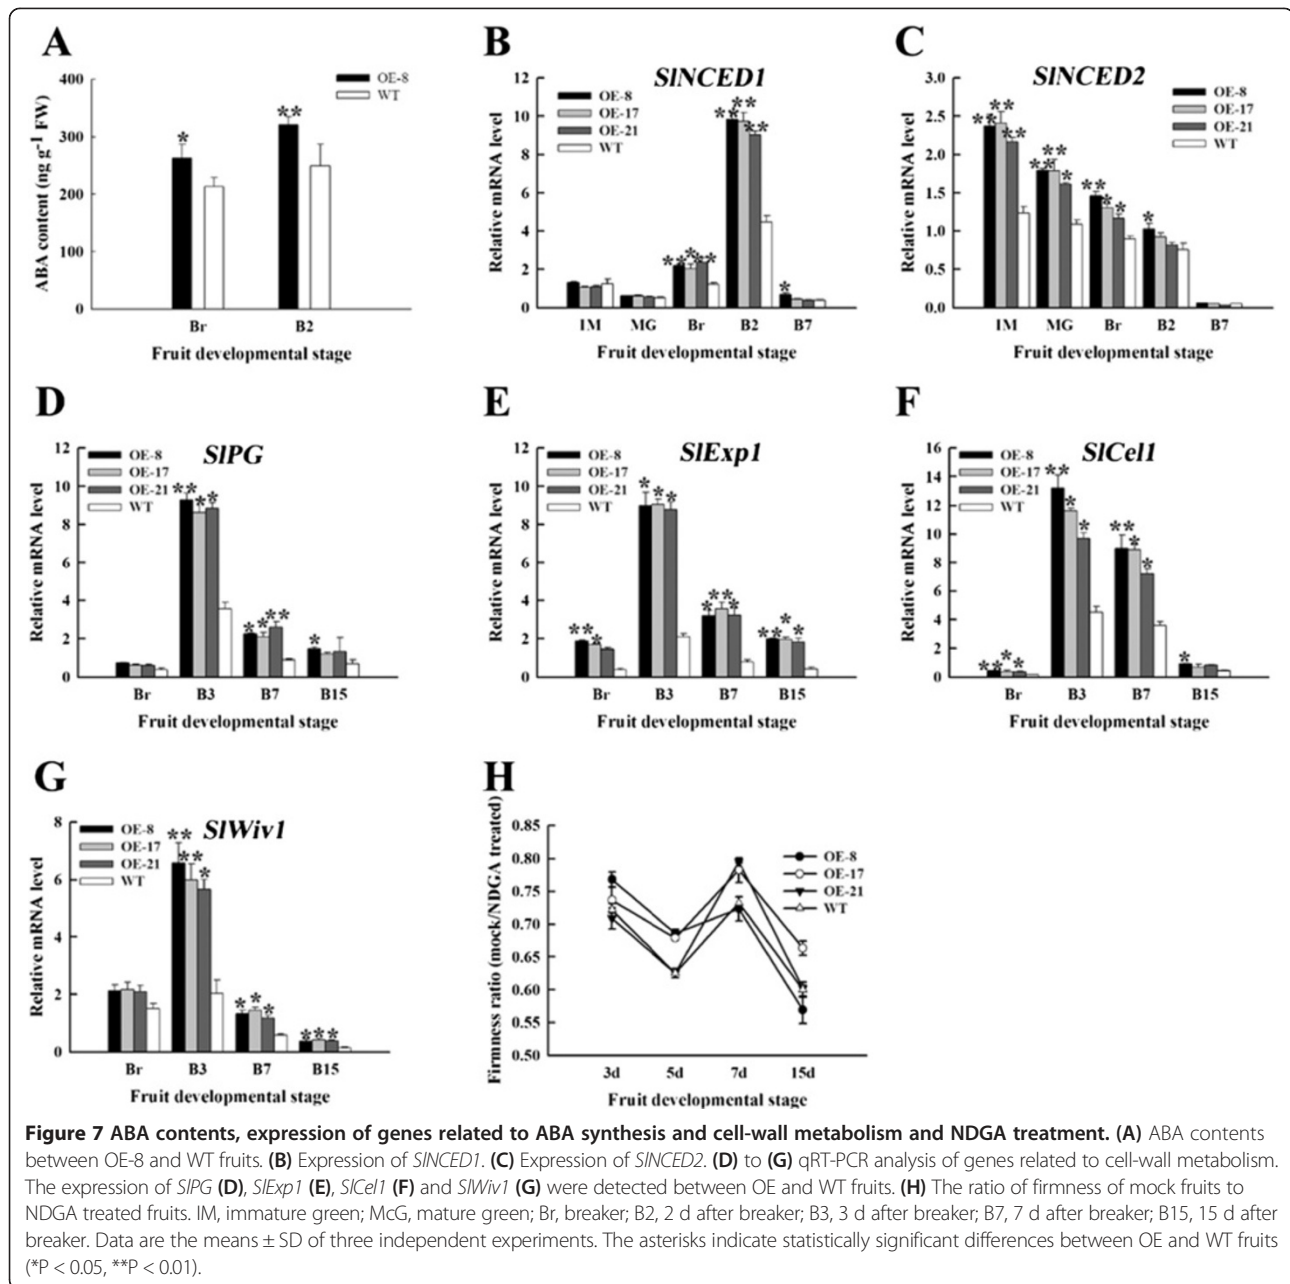 A
400
300
200
100
0
ABA content (ng g-1 FW)
OE-8
WT
*
**
Br B2
Fruit developmental stage
B
SlNCED1
12
10
8
6
4
2
0
Relative mRNA level
OE-8
OE-17
OE-21
WT
** ** **
** * **
*
IM MG Br B2 B7
Fruit developmental stage
C
SlNCED2
3.0
2.5
2.0
1.5
1.0
0.5
0.0
Relative mRNA level
OE-8
OE-17
OE-21
WT
** ** **
** ** *
** * *
*
IM MG Br B2 B7
Fruit developmental stage
D
SlPG
12
10
8
6
4
2
0
Relative mRNA level
OE-8
OE-17
OE-21
WT
** * *
* * **
*
Br B3 B7 B15
Fruit developmental stage
E
SlExp1
12
10
8
6
4
2
0
Relative mRNA level
OE-8
OE-17
OE-21
WT
** *
* * *
* ** *
** * *
Br B3 B7 B15
Fruit developmental stage
F
SlCel1
16
14
12
10
8
6
4
2
0
Relative mRNA level
OE-8
OE-17
OE-21
WT
** * *
** * *
** * *
*
Br B3 B7 B15
Fruit developmental stage
G
SlWiv1
8
6
4
2
0
Relative mRNA level
OE-8
OE-17
OE-21
WT
** ** *
* * *
* * *
Br B3 B7 B15
Fruit developmental stage
H
0.85
0.80
0.75
0.70
0.65
0.60
0.55
0.50
Firmness ratio (mock/NDGA treated)
OE-8
OE-17
OE-21
WT
3d 5d 7d 15d
Fruit developmental stage
Figure 7 ABA contents, expression of genes related to ABA synthesis and cell-wall metabolism and NDGA treatment. (A) ABA contents
between OE-8 and WT fruits. (B) Expression of SlNCED1. (C) Expression of SlNCED2. (D) to (G) qRT-PCR analysis of genes related to cell-wall metabolism.
The expression of SlPG (D), SlExp1 (E), SlCel1 (F) and SlWiv1 (G) were detected between OE and WT fruits. (H) The ratio of firmness of mock fruits to
NDGA treated fruits. IM, immature green; McG, mature green; Br, breaker; B2, 2 d after breaker; B3, 3 d after breaker; B7, 7 d after breaker; B15, 15 d after
breaker. Data are the means ± SD of three independent experiments. The asterisks indicate statistically significant differences between OE and WT fruits
(*P < 0.05, **P < 0.01).